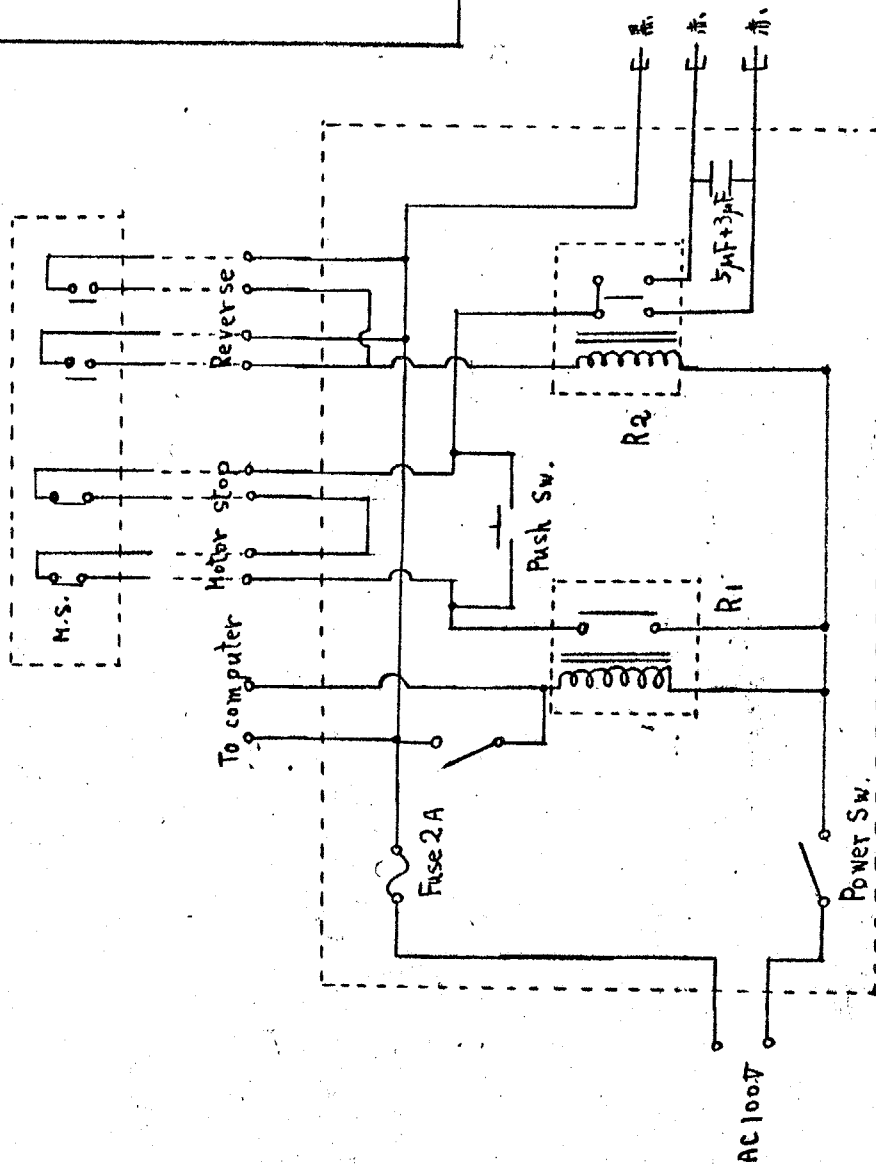 M.S.
To computer
Motor Stop
Reverse
黒.
赤.
赤.
5μF+3μF
R2
Push Sw.
R1
Fuse 2A
Power Sw.
AC 100V